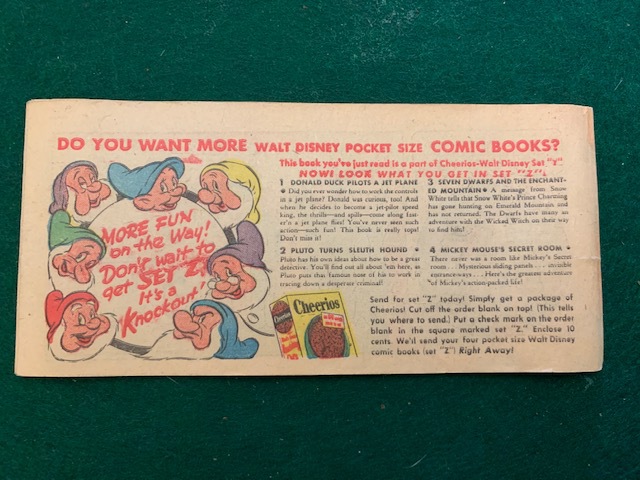 DO YOU WANT MORE WALT DISNEY POCKET SIZE COMIC BOOKS?
This book you've just read is a part of Cheerios-Walt Disney Set "Y"
NOW! LOOK WHAT YOU GET IN SET "Z".
MORE FUN
on the Way!
Don't wait to
get SET Z.
It's a
'Knockout!'
1 DONALD DUCK PILOTS A JET PLANE
• Did you ever wonder how to work the controls
in a jet plane? Donald was curious, too! And
when he decides to become a jet-pilot speed
king, the thrills—and spills—come along fast-
er'n a jet plane flies! You've never seen such
action—such fun! This book is really tops!
Don't miss it!
2 PLUTO TURNS SLEUTH HOUND •
Pluto has his own ideas about how to be a great
detective. You'll find out about 'em here, as
Pluto puts that famous nose of his to work in
tracing down a desperate criminal!
3 SEVEN DWARFS AND THE ENCHANT-
ED MOUNTAIN • A message from Snow
White tells that Snow White's Prince Charming
has gone hunting on Emerald Mountain and
has not returned. The Dwarfs have many an
adventure with the Wicked Witch on their way
to find him!
4 MICKEY MOUSE'S SECRET ROOM •
There never was a room like Mickey's Secret
room . . . Mysterious sliding panels . . . invisible
entrance-ways . . . Here's the greatest adventure
of Mickey's action-packed life!
Cheerios
Cheerios
Send for set "Z" today! Simply get a package of
Cheerios! Cut off the order blank on top! (This tells
you where to send.) Put a check mark on the order
blank in the square marked set "Z." Enclose 10
cents. We'll send your four pocket size Walt Disney
comic books (set "Z") Right Away!